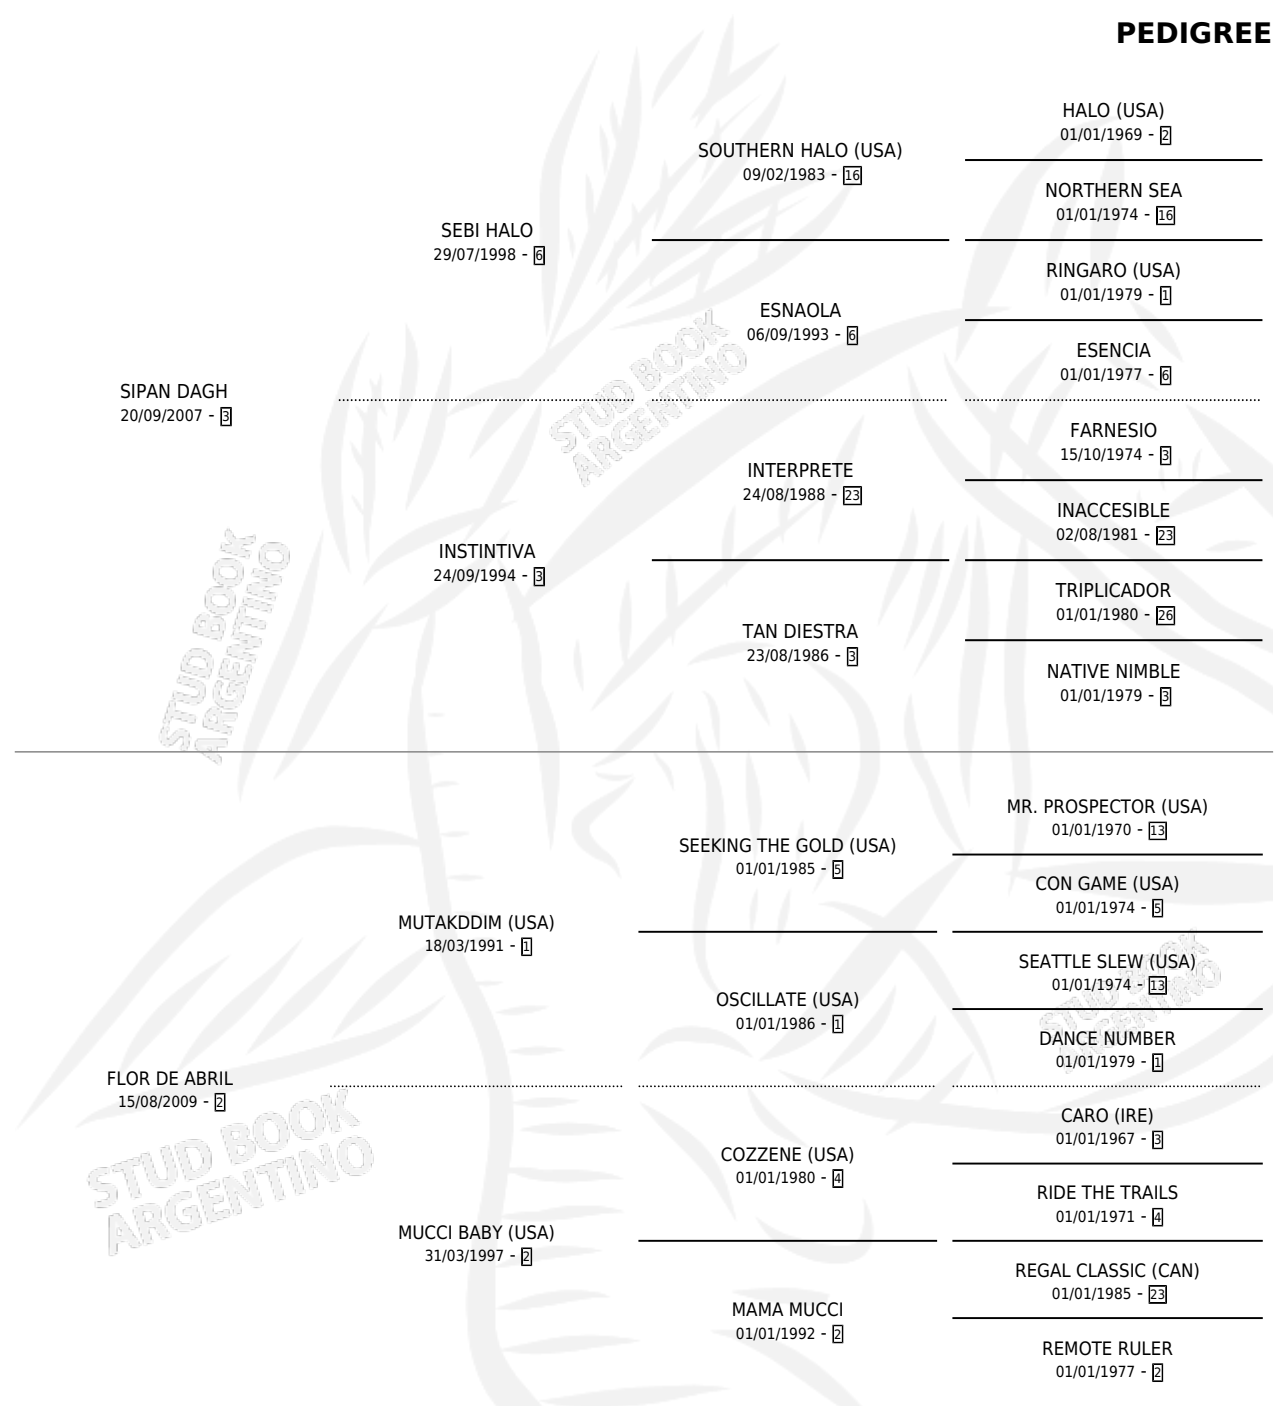 PEDIGREE
HALO (USA)
01/01/1969 - 2
SOUTHERN HALO (USA)
09/02/1983 - 16
NORTHERN SEA
01/01/1974 - 16
SEBI HALO
29/07/1998 - 6
RINGARO (USA)
01/01/1979 - 1
ESNAOLA
06/09/1993 - 6
ESENCIA
01/01/1977 - 6
SIPAN DAGH
20/09/2007 - 3
FARNESIO
15/10/1974 - 3
INTERPRETE
24/08/1988 - 23
INACCESIBLE
02/08/1981 - 23
INSTINTIVA
24/09/1994 - 3
TRIPLICADOR
01/01/1980 - 26
TAN DIESTRA
23/08/1986 - 3
NATIVE NIMBLE
01/01/1979 - 3
MR. PROSPECTOR (USA)
01/01/1970 - 13
SEEKING THE GOLD (USA)
01/01/1985 - 5
CON GAME (USA)
01/01/1974 - 5
MUTAKDDIM (USA)
18/03/1991 - 1
SEATTLE SLEW (USA)
01/01/1974 - 13
OSCILLATE (USA)
01/01/1986 - 1
DANCE NUMBER
01/01/1979 - 1
FLOR DE ABRIL
15/08/2009 - 2
CARO (IRE)
01/01/1967 - 3
COZZENE (USA)
01/01/1980 - 4
RIDE THE TRAILS
01/01/1971 - 4
MUCCI BABY (USA)
31/03/1997 - 2
REGAL CLASSIC (CAN)
01/01/1985 - 23
MAMA MUCCI
01/01/1992 - 2
REMOTE RULER
01/01/1977 - 2
STUD BOOK
ARGENTINO
STUD BOOK
ARGENTINO
STUD BOOK
ARGENTINO
STUD BOOK
ARGENTINO